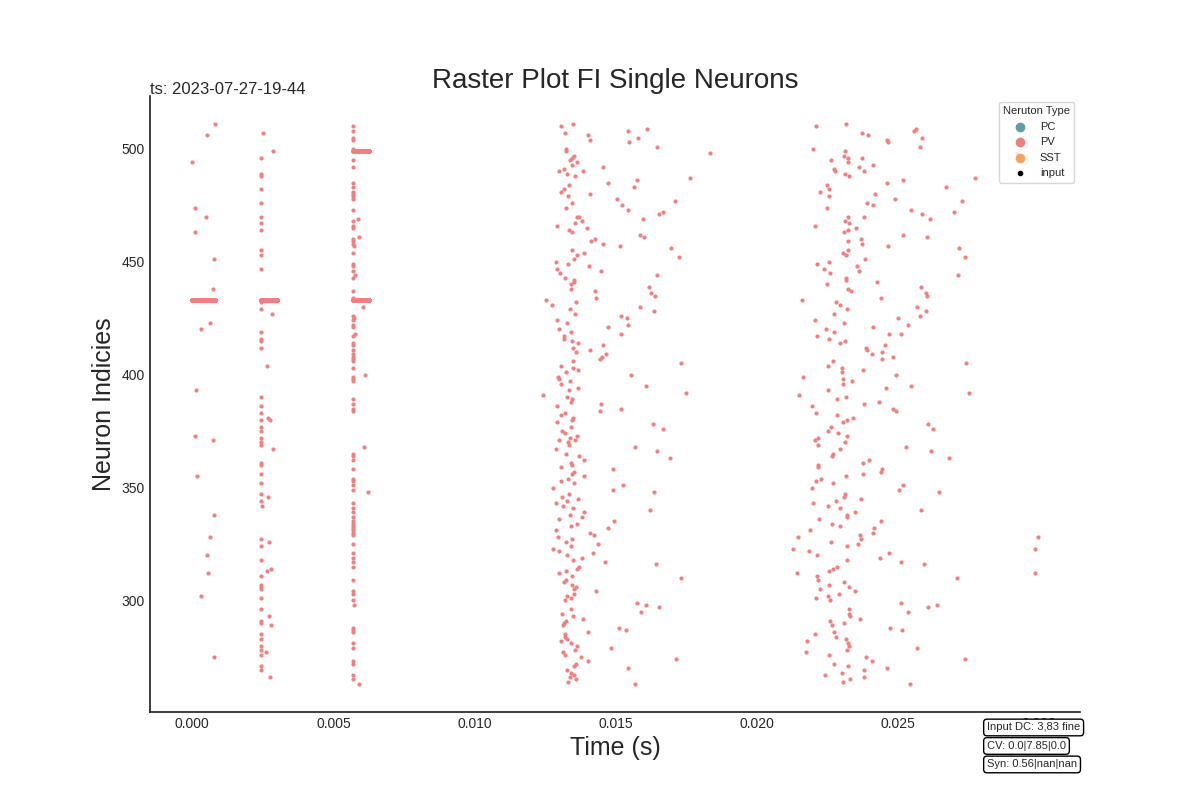 Raster Plot FI Single Neurons
ts: 2023-07-27-19-44
Neruton Type
PC
PV
SST
input
Neuron Indicies
500
450
400
350
300
0.000 0.005 0.010 0.015 0.020 0.025
Time (s)
Input DC: 3,83 fine
CV: 0.0|7.85|0.0
Syn: 0.56|nan|nan